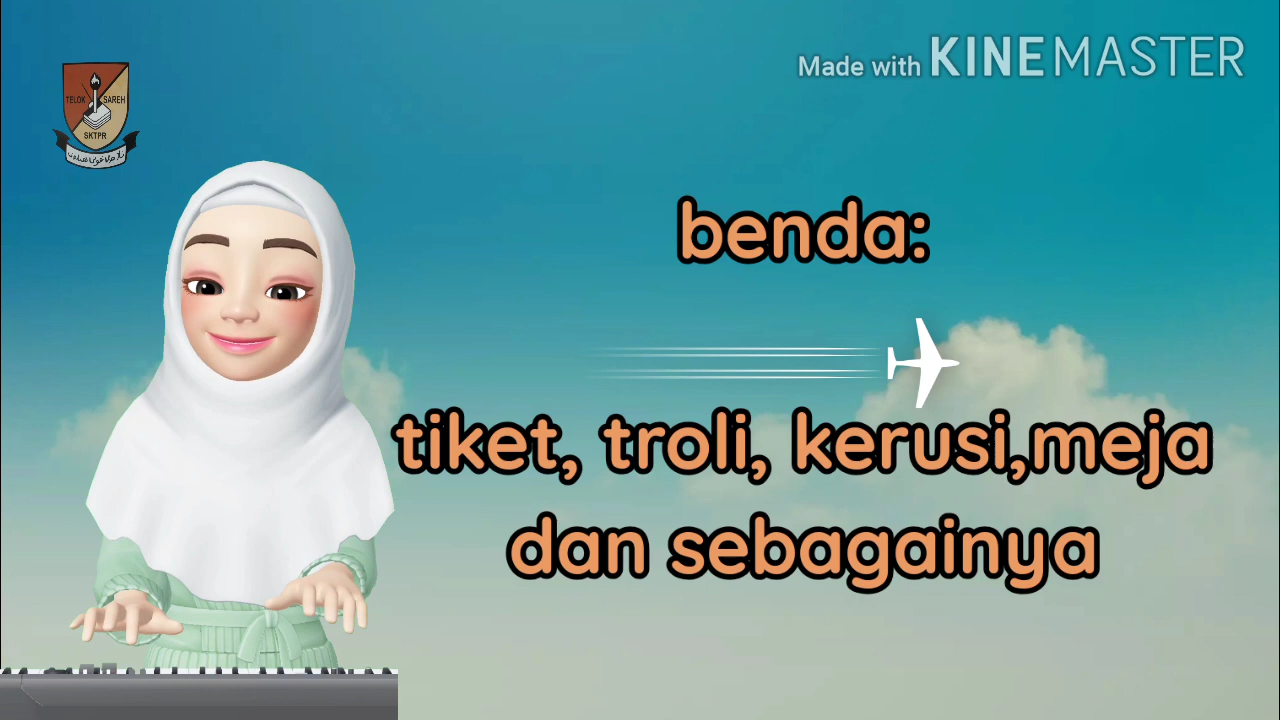 Made with KINEMASTER
TELOK SAREH
SKTPR
benda:
tiket, troli, kerusi,meja
dan sebagainya